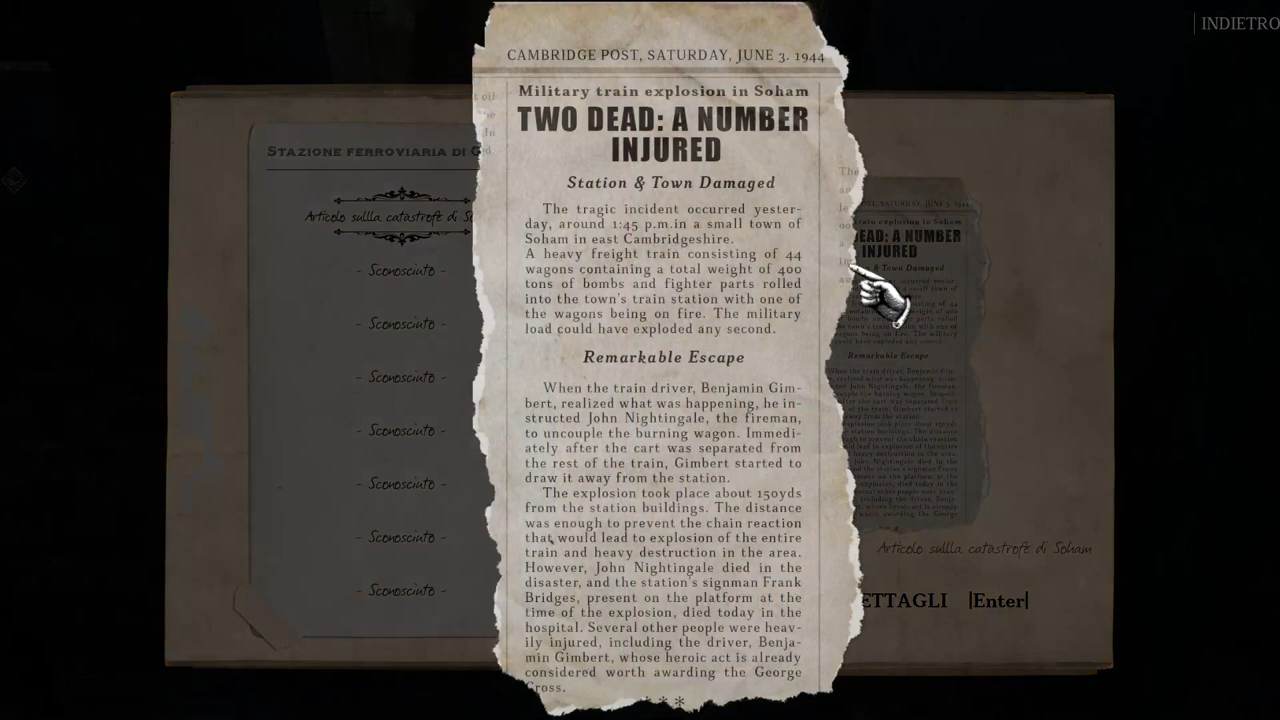 INDIETRO
CAMBRIDGE POST, SATURDAY, JUNE 3. 1944
Military train explosion in Soham
TWO DEAD: A NUMBER
INJURED
Station & Town Damaged
The tragic incident occurred yester-
day, around 1:45 p.m.in a small town of
Soham in east Cambridgeshire.
A heavy freight train consisting of 44
wagons containing a total weight of 400
tons of bombs and fighter parts rolled
into the town's train station with one of
the wagons being on fire. The military
load could have exploded any second.
Remarkable Escape
When the train driver, Benjamin Gim-
bert, realized what was happening, he in-
structed John Nightingale, the fireman,
to uncouple the burning wagon. Immedi-
ately after the cart was separated from
the rest of the train, Gimbert started to
draw it away from the station.
The explosion took place about 150yds
from the station buildings. The distance
was enough to prevent the chain reaction
that would lead to explosion of the entire
train and heavy destruction in the area.
However, John Nightingale died in the
disaster, and the station's signman Frank
Bridges, present on the platform at the
time of the explosion, died today in the
hospital. Several other people were heav-
ily injured, including the driver, Benja-
min Gimbert, whose heroic act is already
considered worth awarding the George
Cross.
* * *
STAZIONE FERROVIARIA DI
Articolo sullla catastrofe di So
- Sconosciuto -
- Sconosciuto -
- Sconosciuto -
- Sconosciuto -
- Sconosciuto -
- Sconosciuto -
- Sconosciuto -
SATURDAY, JUNE 3. 1944
explosion in Soham
EAD: A NUMBER
INJURED
& Town Damaged
Remarkable Escape
Articolo sullla catastrofe di Soham
ETTAGLI |Enter|